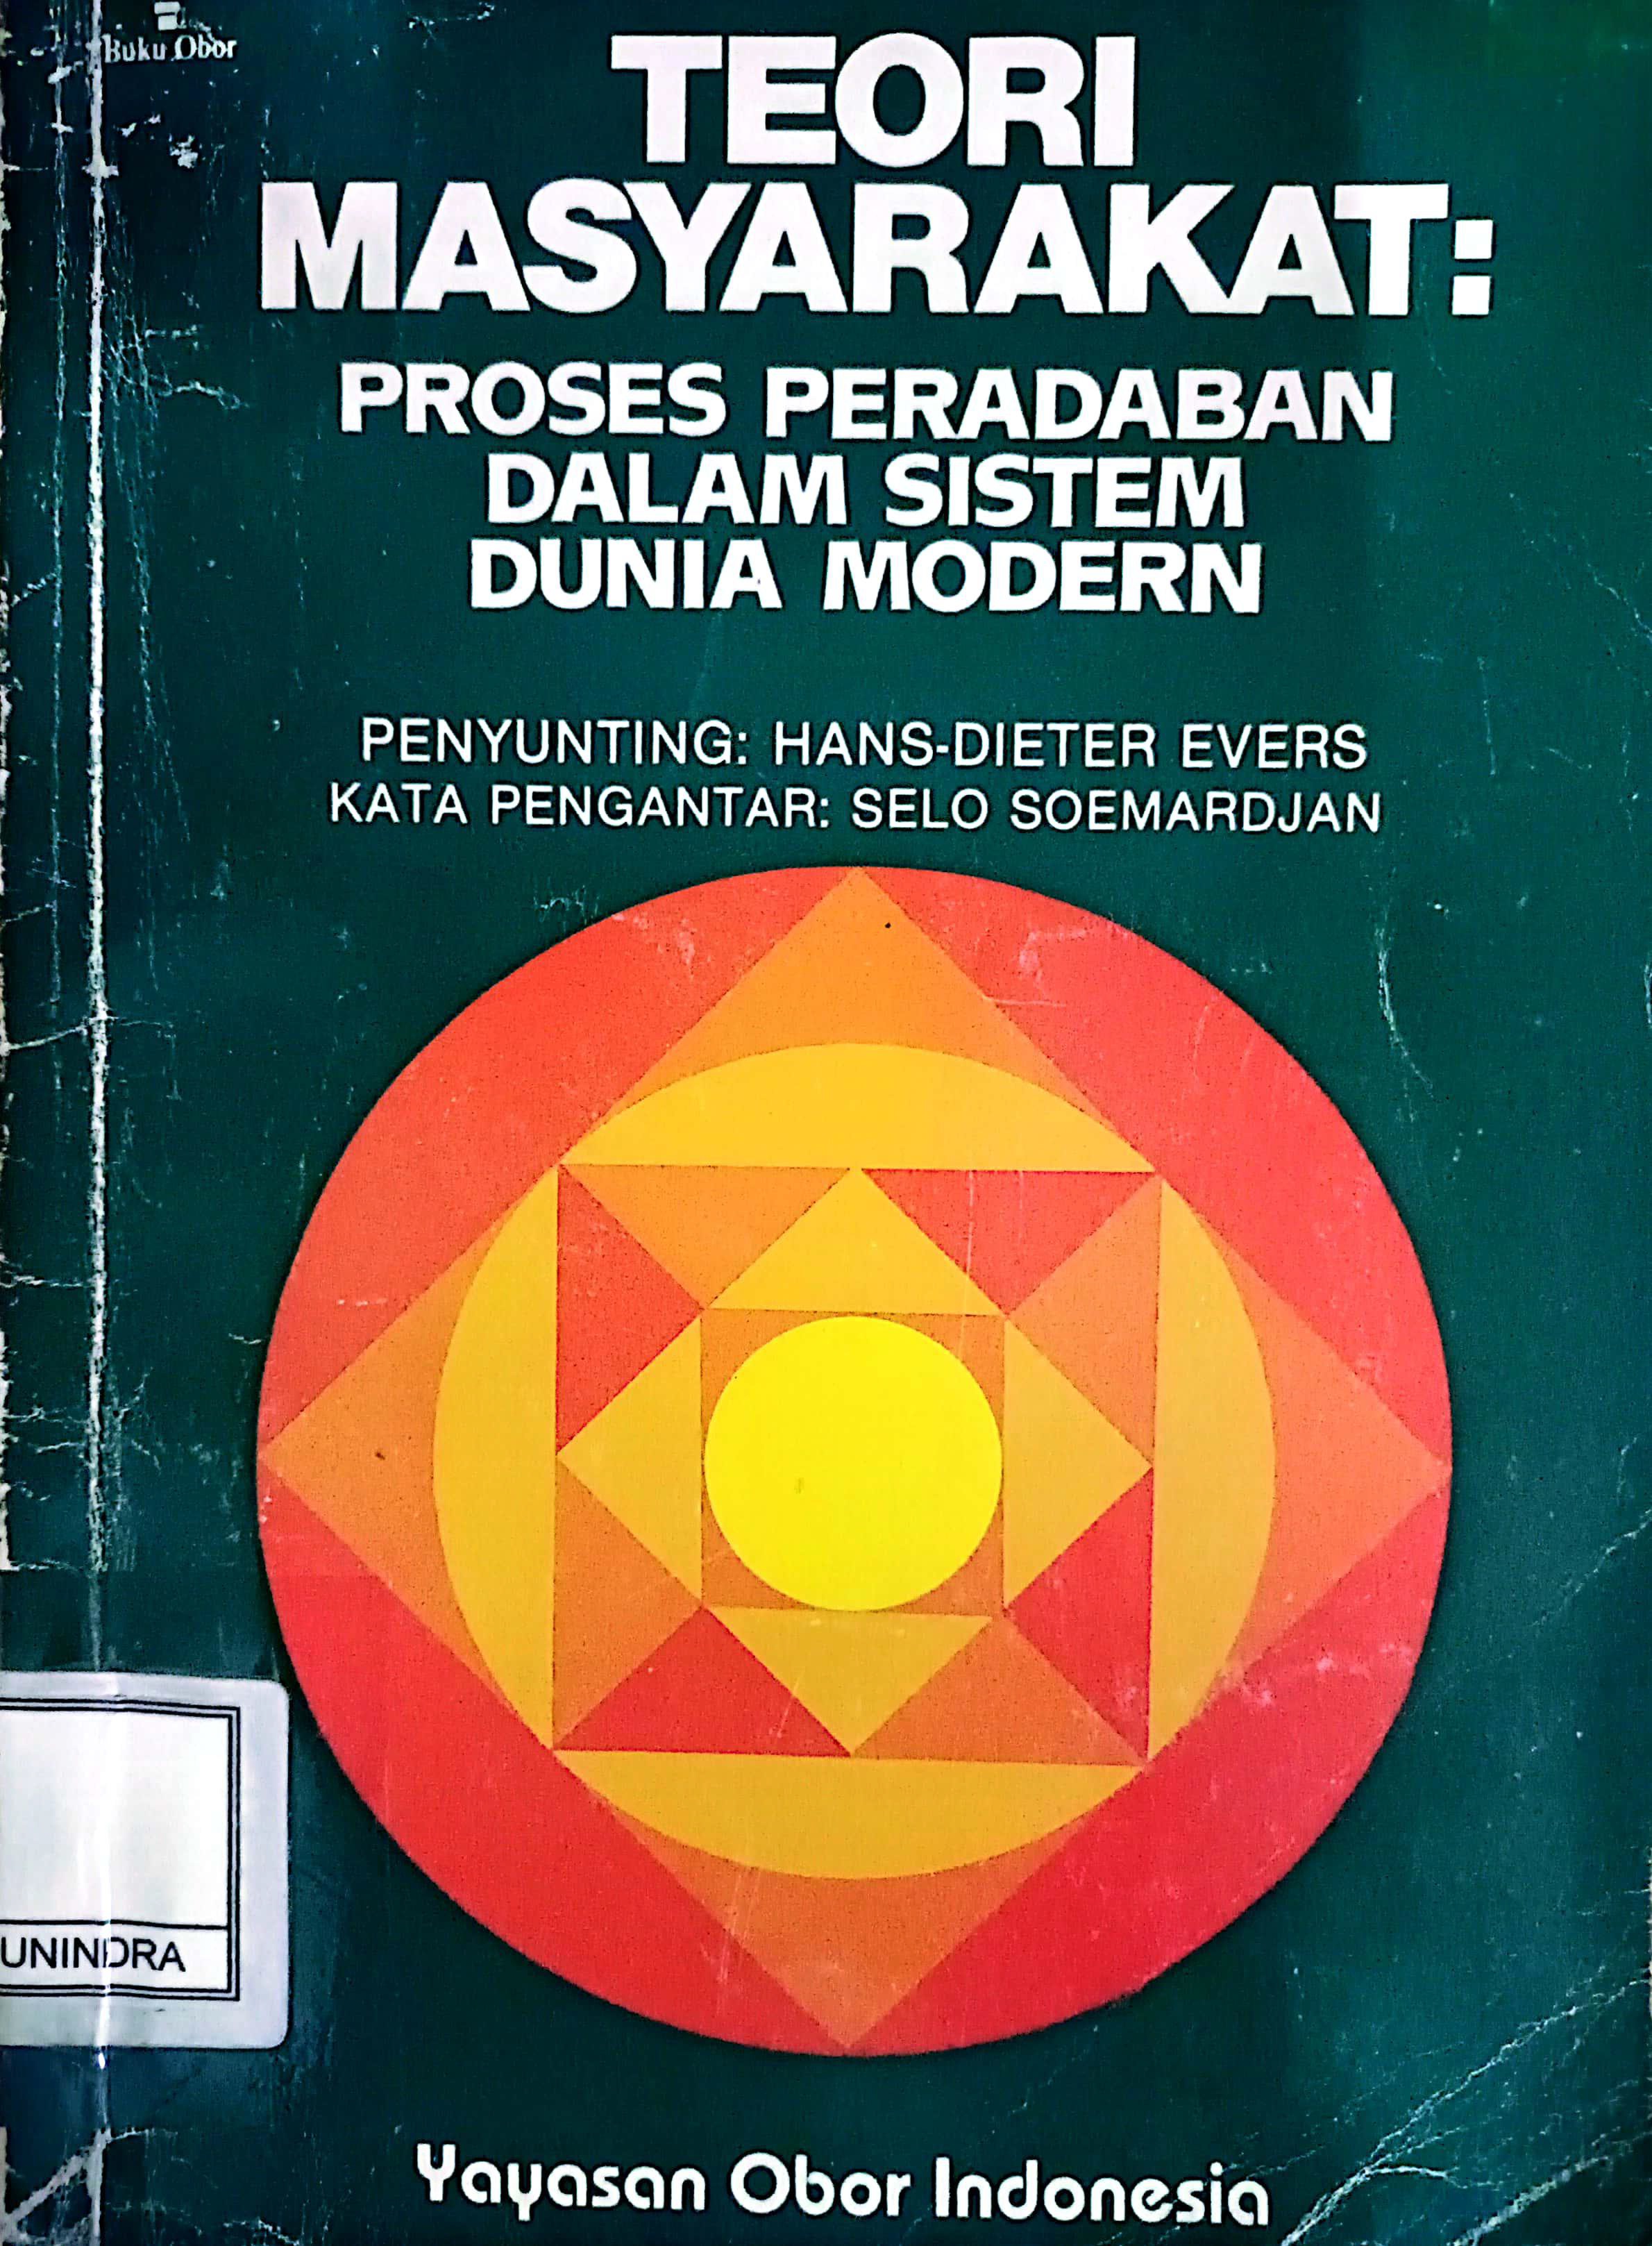 Buku Obor
TEORI
MASYARAKAT:
PROSES PERADABAN
DALAM SISTEM
DUNIA MODERN
PENYUNTING: HANS-DIETER EVERS
KATA PENGANTAR: SELO SOEMARDJAN
UNINDRA
Yayasan Obor Indonesia